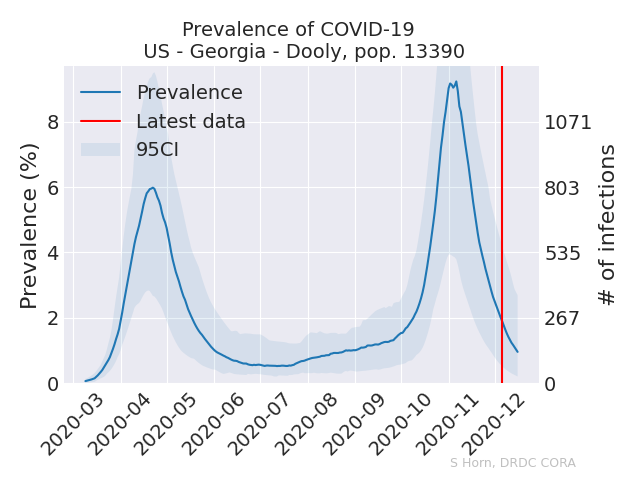 Prevalence of COVID-19
US - Georgia - Dooly, pop. 13390
Prevalence
Latest data
95CI
Prevalence (%)
8
6
4
2
0
1071
803
535
267
0
# of infections
2020-03
2020-04
2020-05
2020-06
2020-07
2020-08
2020-09
2020-10
2020-11
2020-12
S Horn, DRDC CORA